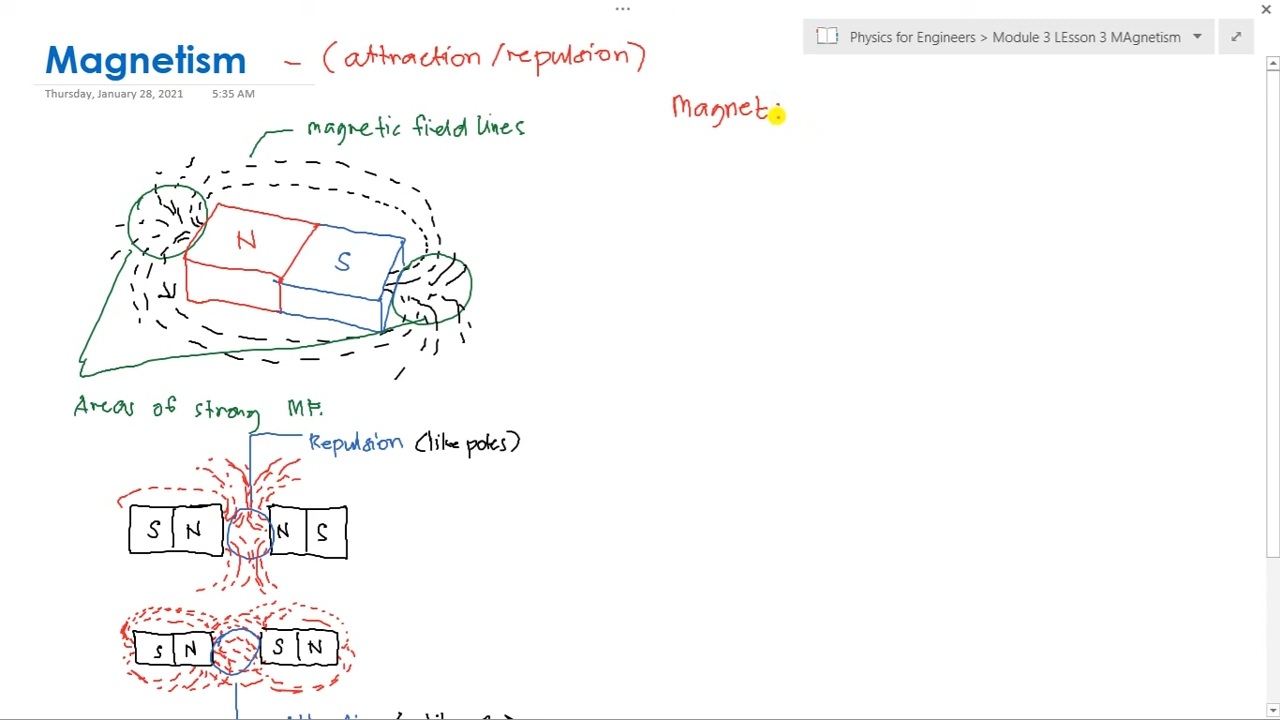 Physics for Engineers > Module 3 LEsson 3 MAgnetism
Magnetism - (attraction/repulsion)
Thursday, January 28, 2021 5:35 AM
Magnet
magnetic field lines
N
S
Areas of strong MF.
Repulsion (like poles)
S N N S
S N S N